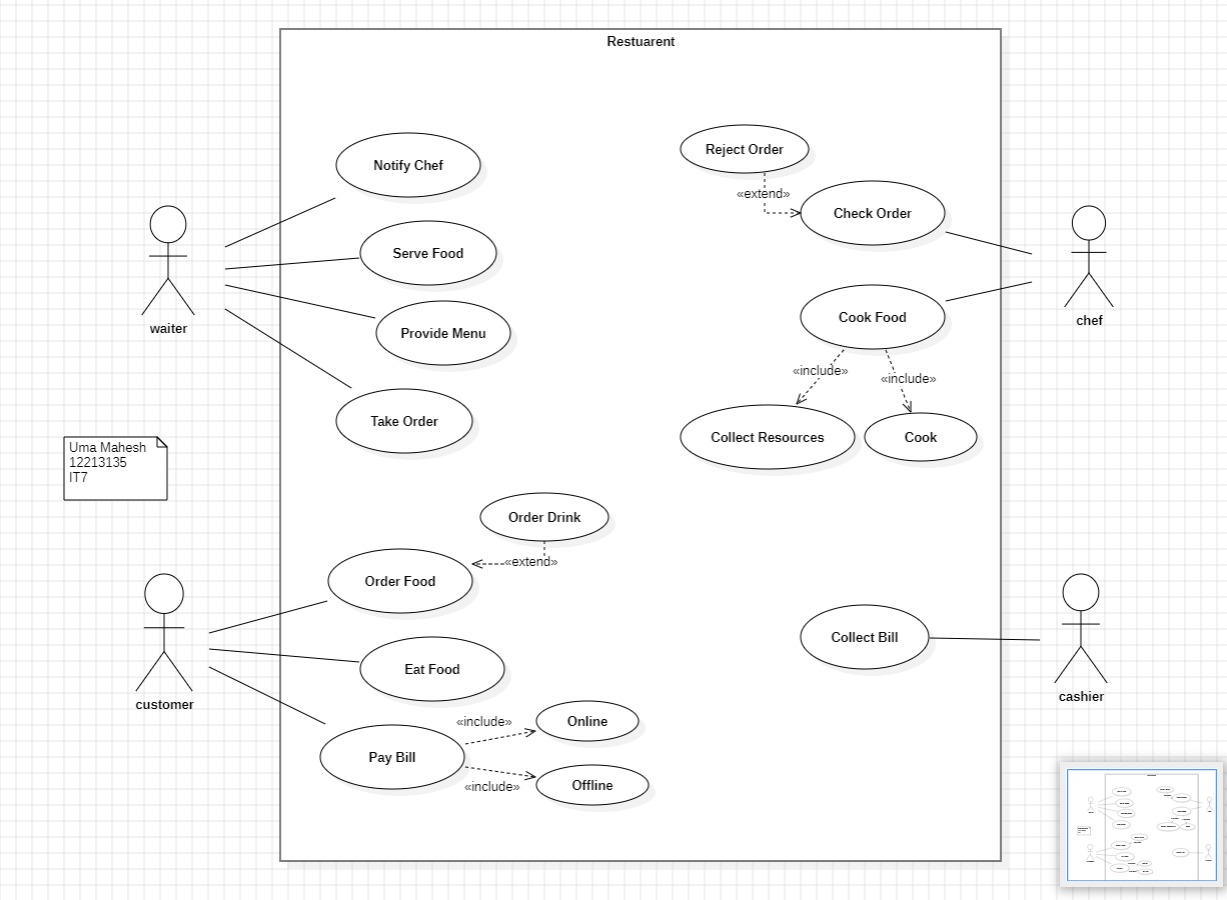 Restuarent
Notify Chef
Reject Order
«extend»
Check Order
Serve Food
waiter
Provide Menu
Cook Food
chef
«include»
«include»
Take Order
Collect Resources
Cook
Uma Mahesh
12213135
IT7
Order Drink
«extend»
Order Food
Collect Bill
Eat Food
customer
cashier
«include»
Online
Pay Bill
«include»
Offline